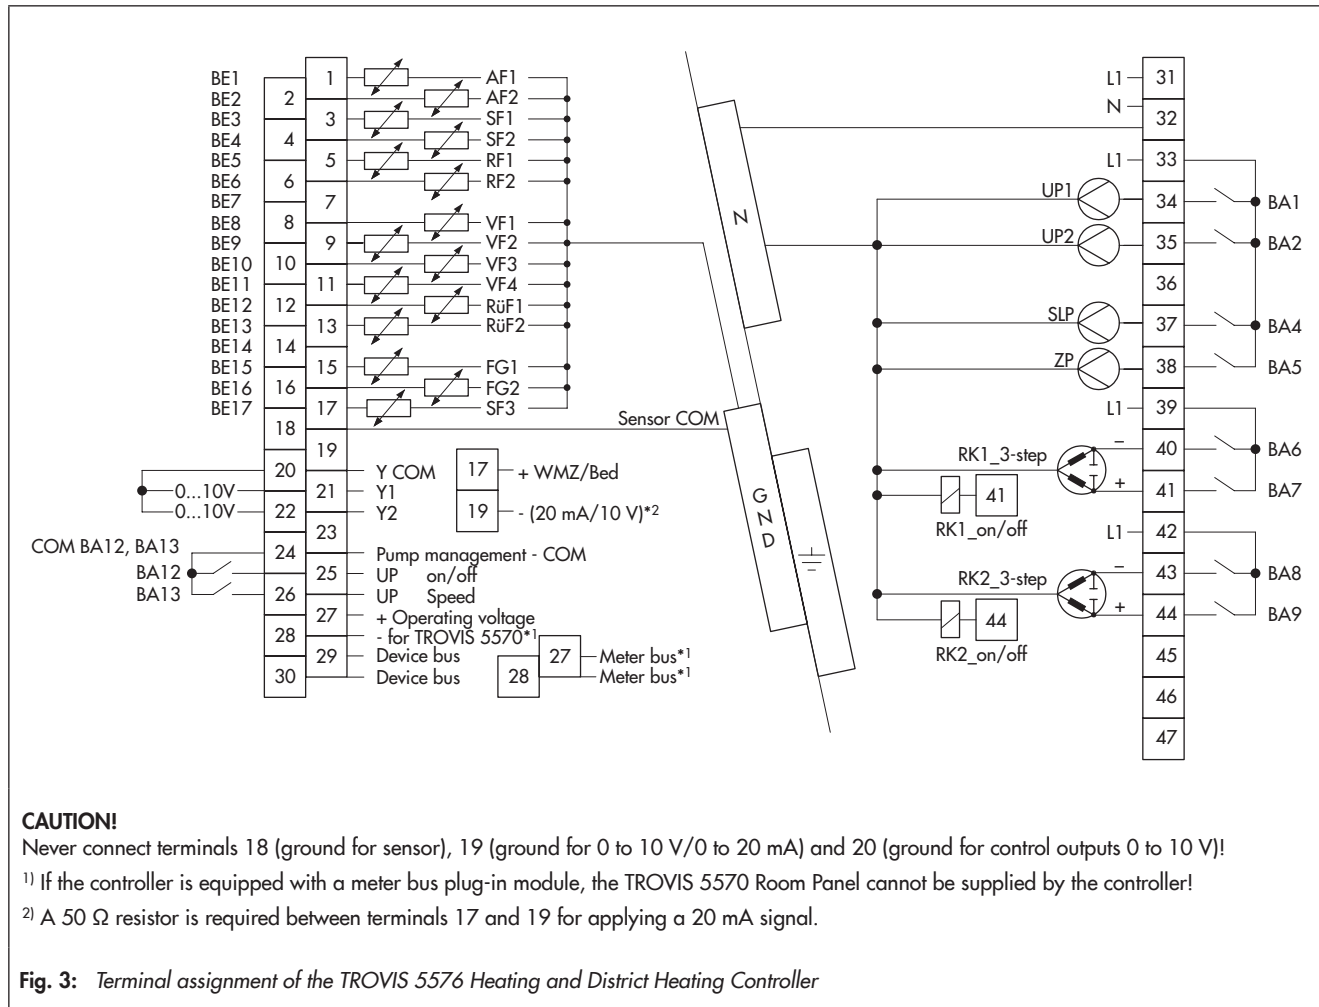 BE1 1 AF1
BE2 2 AF2
BE3 3 SF1
BE4 4 SF2
BE5 5 RF1
BE6 6 RF2
BE7 7
BE8 8 VF1
BE9 9 VF2
BE10 10 VF3
BE11 11 VF4
BE12 12 RüF1
BE13 13 RüF2
BE14 14
BE15 15 FG1
BE16 16 FG2
BE17 17 SF3
18 Sensor COM
19
20 Y COM
0...10V 21 Y1
0...10V 22 Y2
23
COM BA12, BA13 24 Pump management - COM
BA12 25 UP on/off
BA13 26 UP Speed
27 + Operating voltage
28 - for TROVIS 5570*1
29 Device bus
30 Device bus
17 + WMZ/Bed
19 - (20 mA/10 V)*2
27 Meter bus*1
28 Meter bus*1
N
GND
L1 31
N 32
L1 33
UP1 34 BA1
UP2 35 BA2
36
SLP 37 BA4
ZP 38 BA5
L1 39
RK1_3-step − 40 BA6
+ 41 BA7
41
RK1_on/off
L1 42
RK2_3-step − 43 BA8
+ 44 BA9
44
RK2_on/off
45
46
47
CAUTION!
Never connect terminals 18 (ground for sensor), 19 (ground for 0 to 10 V/0 to 20 mA) and 20 (ground for control outputs 0 to 10 V)!
1) If the controller is equipped with a meter bus plug-in module, the TROVIS 5570 Room Panel cannot be supplied by the controller!
2) A 50 Ω resistor is required between terminals 17 and 19 for applying a 20 mA signal.
Fig. 3: Terminal assignment of the TROVIS 5576 Heating and District Heating Controller